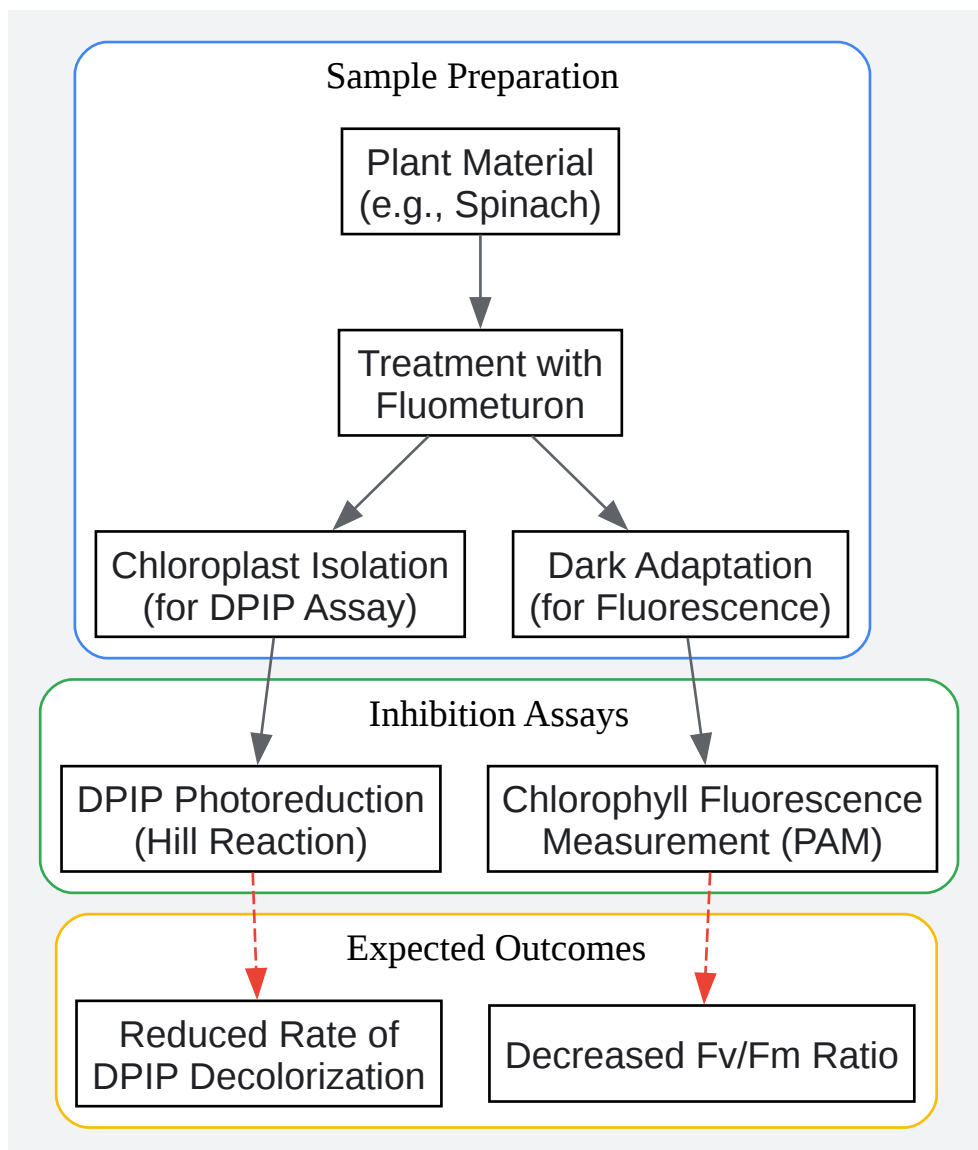 Sample Preparation
Plant Material
(e.g., Spinach)
Treatment with
Fluometuron
Chloroplast Isolation
(for DPIP Assay)
Dark Adaptation
(for Fluorescence)
Inhibition Assays
DPIP Photoreduction
(Hill Reaction)
Chlorophyll Fluorescence
Measurement (PAM)
Expected Outcomes
Reduced Rate of
DPIP Decolorization
Decreased Fv/Fm Ratio